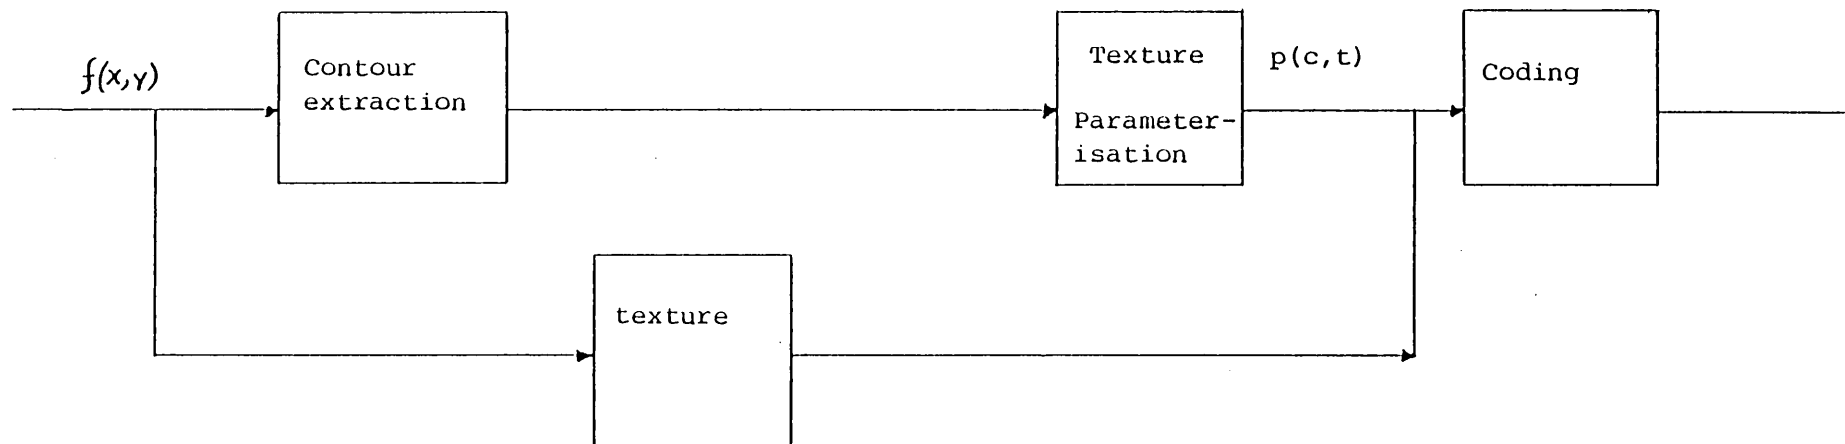 f(x,y)
Contour
extraction
Texture
Parameter-
isation
p(c,t)
Coding
texture